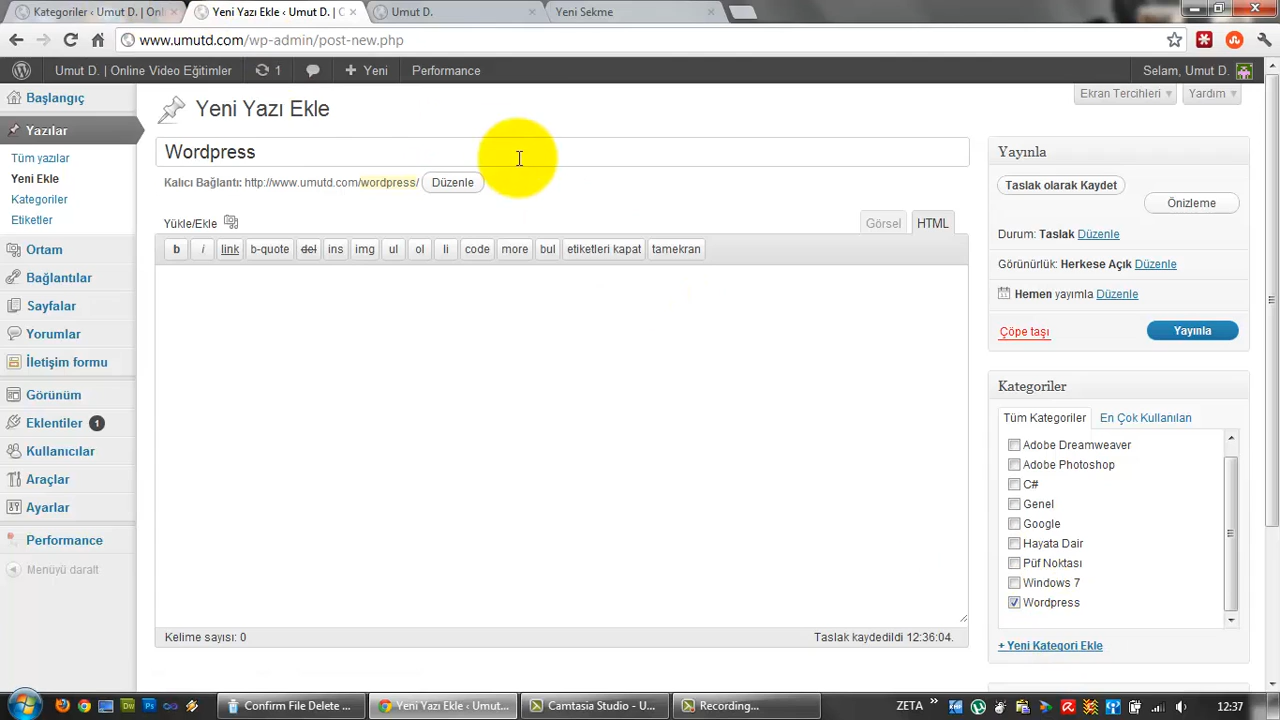 Kategoriler ‹ Umut D. | Onli
Yeni Yazı Ekle ‹ Umut D. | C
Umut D.
Yeni Sekme
www.umutd.com/wp-admin/post-new.php
Umut D. | Online Video Eğitimler
1
Yeni
Performance
Selam, Umut D.
Başlangıç
Yazılar
Tüm yazılar
Yeni Ekle
Kategoriler
Etiketler
Ortam
Bağlantılar
Sayfalar
Yorumlar
İletişim formu
Görünüm
Eklentiler 1
Kullanıcılar
Araçlar
Ayarlar
Performance
Menüyü daralt
Ekran Tercihleri
Yardım
Yeni Yazı Ekle
Wordpress
Kalıcı Bağlantı: http://www.umutd.com/wordpress/ Düzenle
Yükle/Ekle
Görsel
HTML
b i link b-quote del ins img ul ol li code more bul etiketleri kapat tamekran
Kelime sayısı: 0
Taslak kaydedildi 12:36:04.
Yayınla
Taslak olarak Kaydet
Önizleme
Durum: Taslak Düzenle
Görünürlük: Herkese Açık Düzenle
Hemen yayımla Düzenle
Çöpe taşı
Yayınla
Kategoriler
Tüm Kategoriler
En Çok Kullanılan
Adobe Dreamweaver
Adobe Photoshop
C#
Genel
Google
Hayata Dair
Püf Noktası
Windows 7
Wordpress
+ Yeni Kategori Ekle
Dw
Ps
Confirm File Delete ...
Yeni Yazı Ekle ‹ Umut...
Camtasia Studio - U...
Recording...
ZETA
12:37